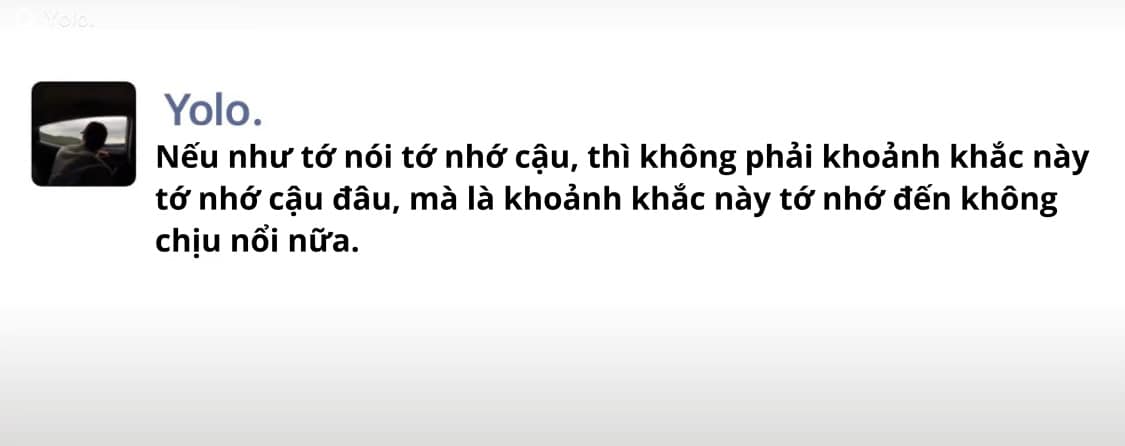 Yolo.
Yolo.
Nếu như tớ nói tớ nhớ cậu, thì không phải khoảnh khắc này
tớ nhớ cậu đâu, mà là khoảnh khắc này tớ nhớ đến không
chịu nổi nữa.